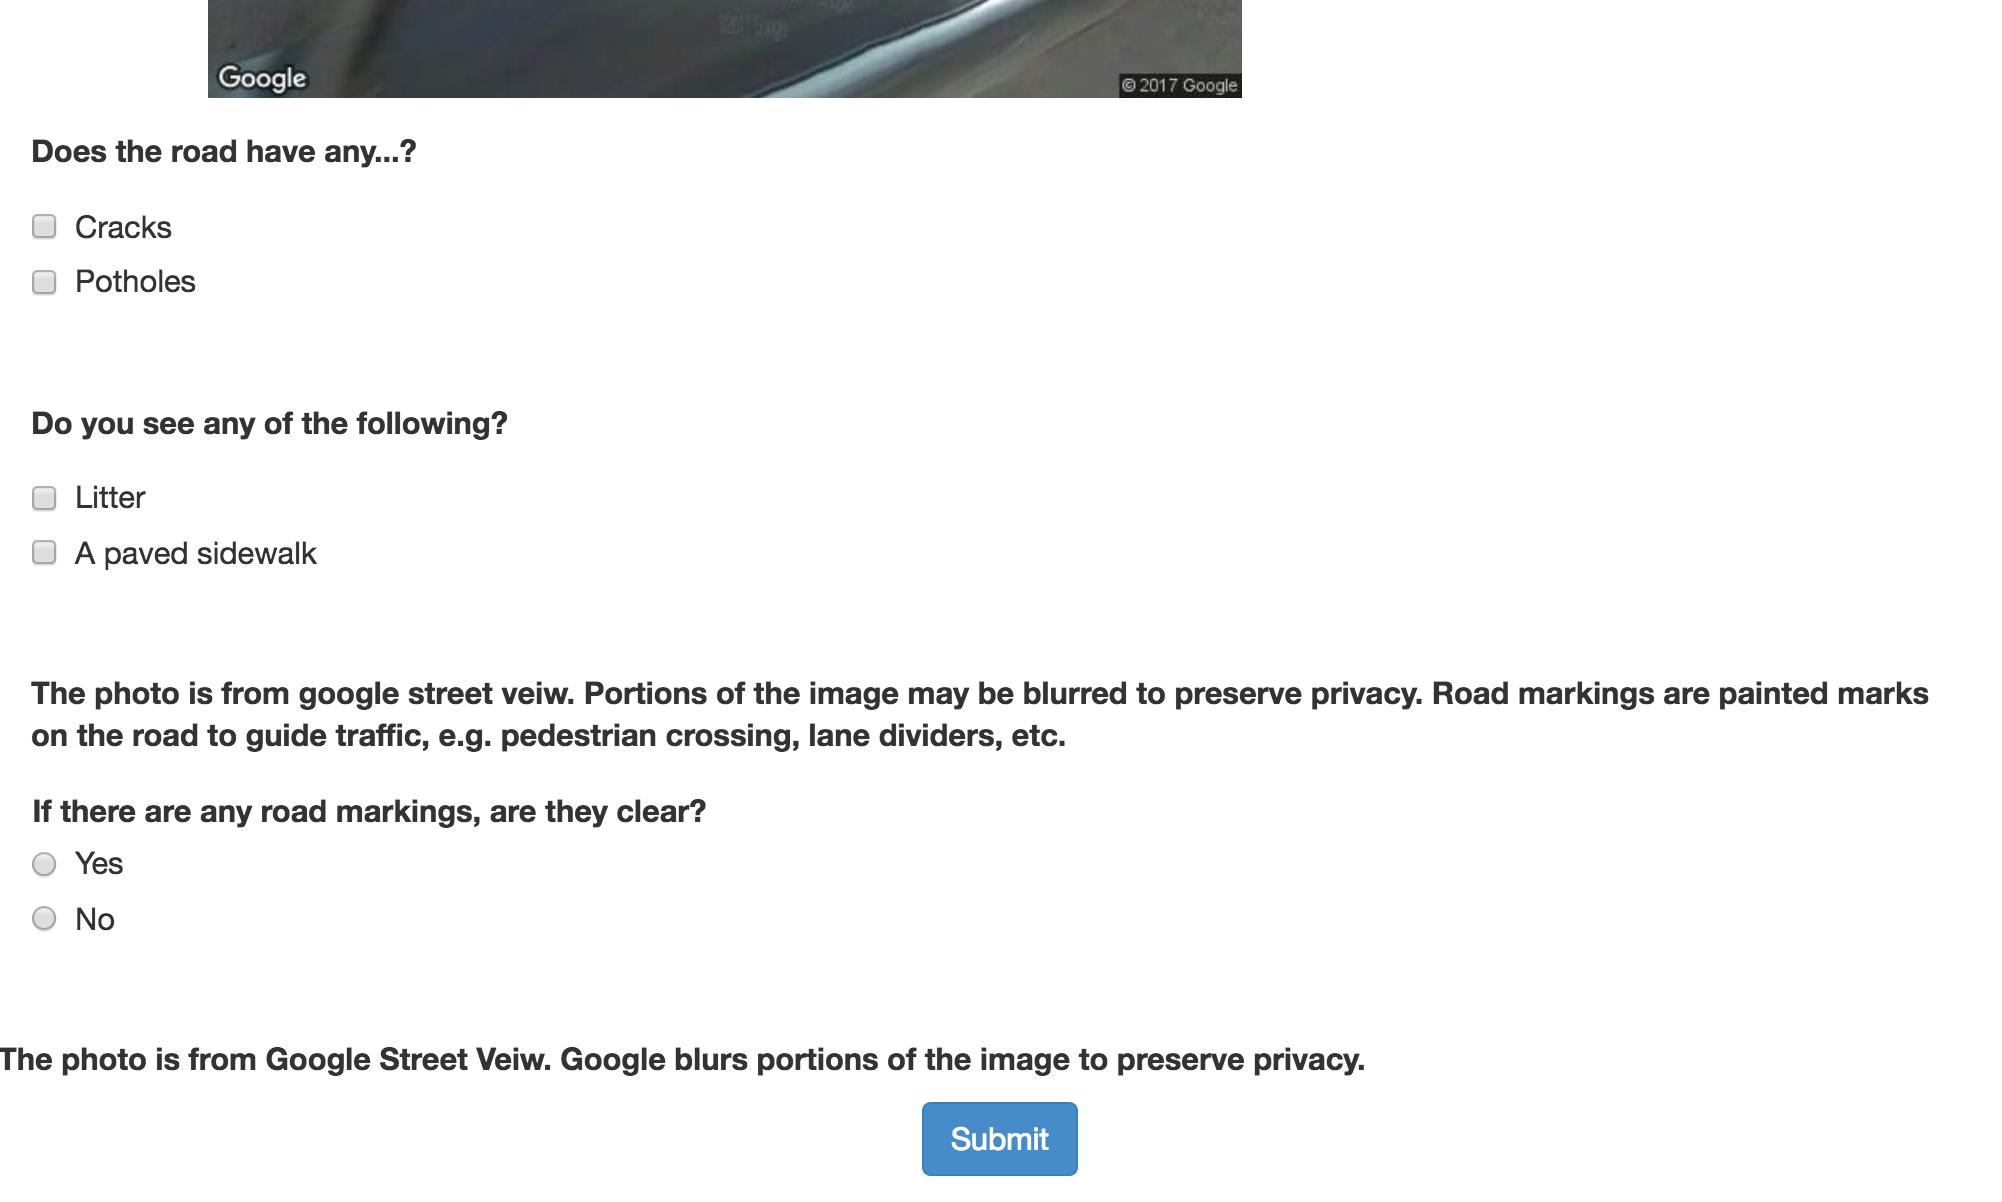 Google
© 2017 Google
Does the road have any...?
Cracks
Potholes
Do you see any of the following?
Litter
A paved sidewalk
The photo is from google street veiw. Portions of the image may be blurred to preserve privacy. Road markings are painted marks
on the road to guide traffic, e.g. pedestrian crossing, lane dividers, etc.
If there are any road markings, are they clear?
Yes
No
The photo is from Google Street Veiw. Google blurs portions of the image to preserve privacy.
Submit